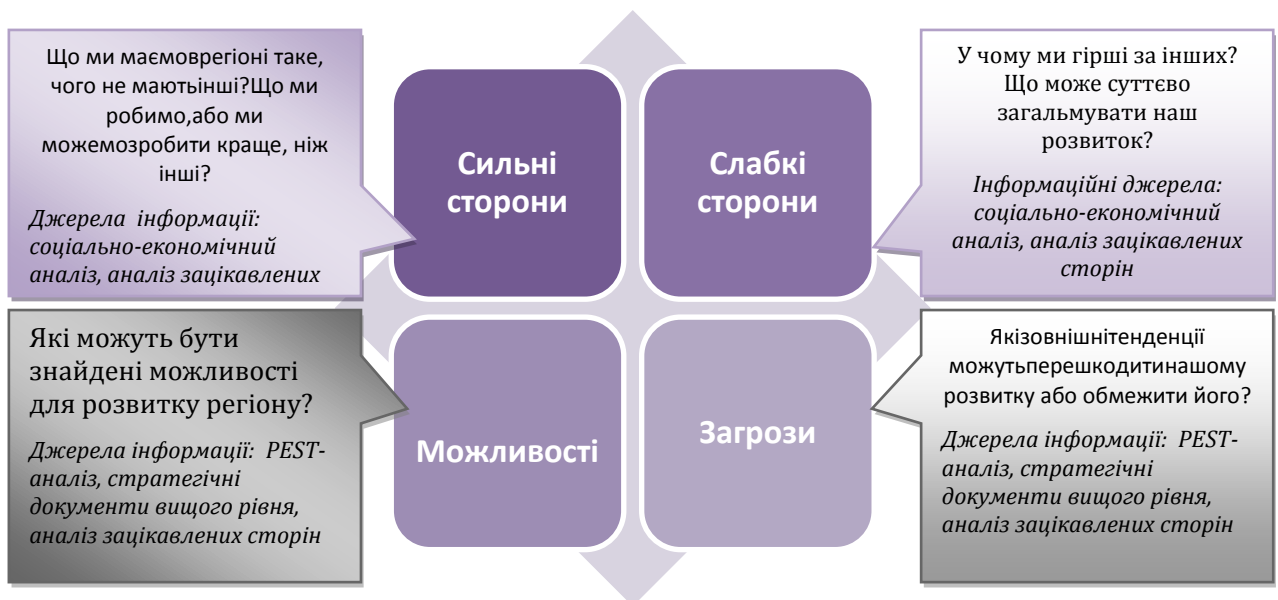 Що ми маємоврегіоні таке,
чого не маютьінші?Що ми
робимо,або ми
можемозробити краще, ніж
інші?
Джерела інформації:
соціально-економічний
аналіз, аналіз зацікавлених
Сильні
сторони
Слабкі
сторони
У чому ми гірші за інших?
Що може суттєво
загальмувати наш
розвиток?
Інформаційні джерела:
соціально-економічний
аналіз, аналіз зацікавлених
сторін
Які можуть бути
знайдені можливості
для розвитку регіону?
Джерела інформації: PEST-
аналіз, стратегічні
документи вищого рівня,
аналіз зацікавлених сторін
Можливості
Загрози
Якізовнішнітенденції
можутьперешкодитинашому
розвитку або обмежити його?
Джерела інформації: PEST-
аналіз, стратегічні
документи вищого рівня,
аналіз зацікавлених сторін